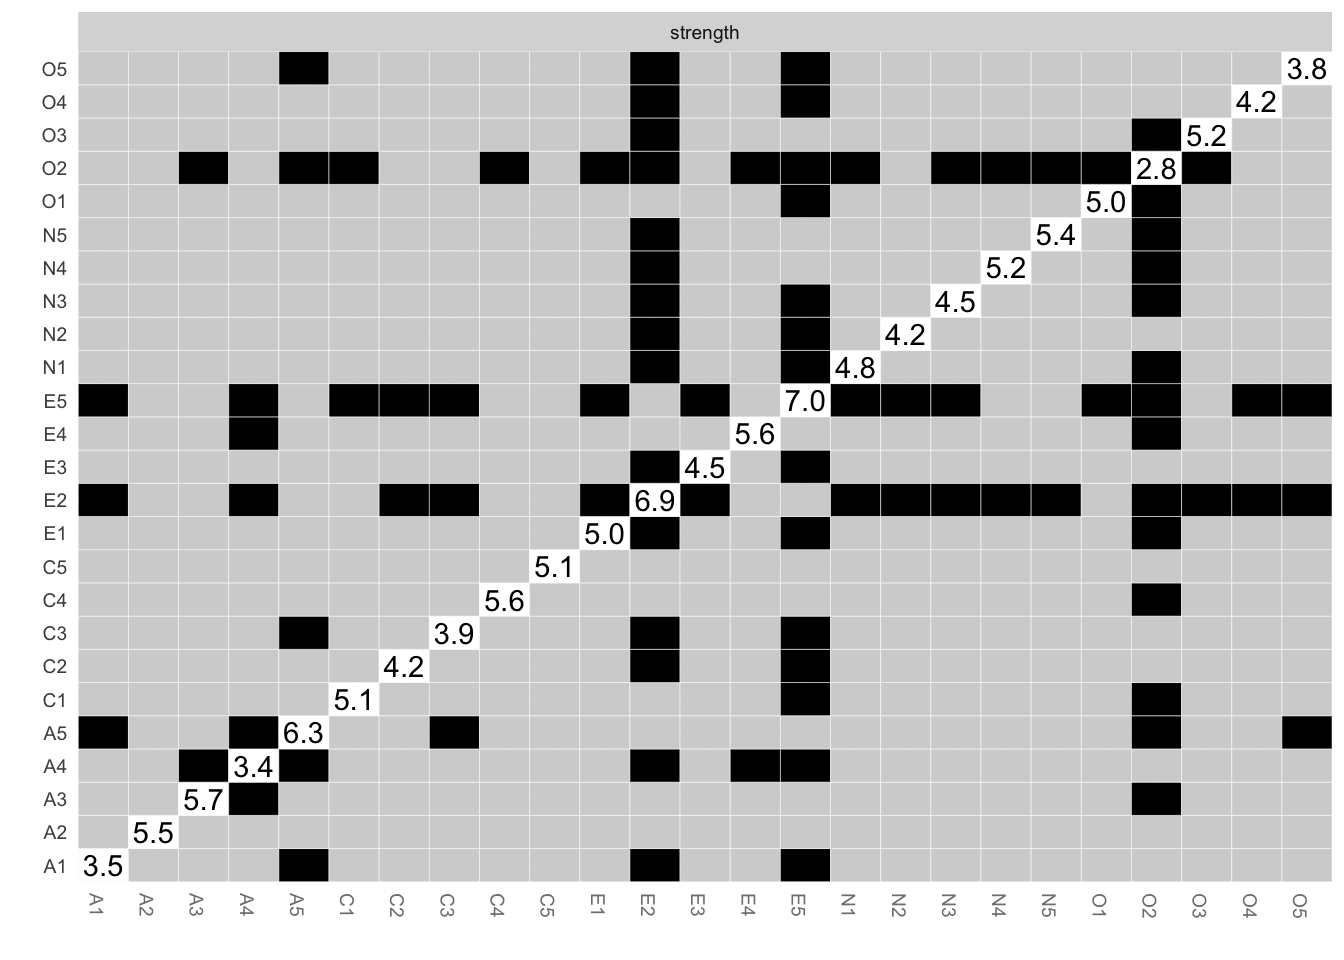 strength
O5 3.8
O4 4.2
O3 5.2
O2 2.8
O1 5.0
N5 5.4
N4 5.2
N3 4.5
N2 4.2
N1 4.8
E5 7.0
E4 5.6
E3 4.5
E2 6.9
E1 5.0
C5 5.1
C4 5.6
C3 3.9
C2 4.2
C1 5.1
A5 6.3
A4 3.4
A3 5.7
A2 5.5
A1 3.5
A1 A2 A3 A4 A5 C1 C2 C3 C4 C5 E1 E2 E3 E4 E5 N1 N2 N3 N4 N5 O1 O2 O3 O4 O5